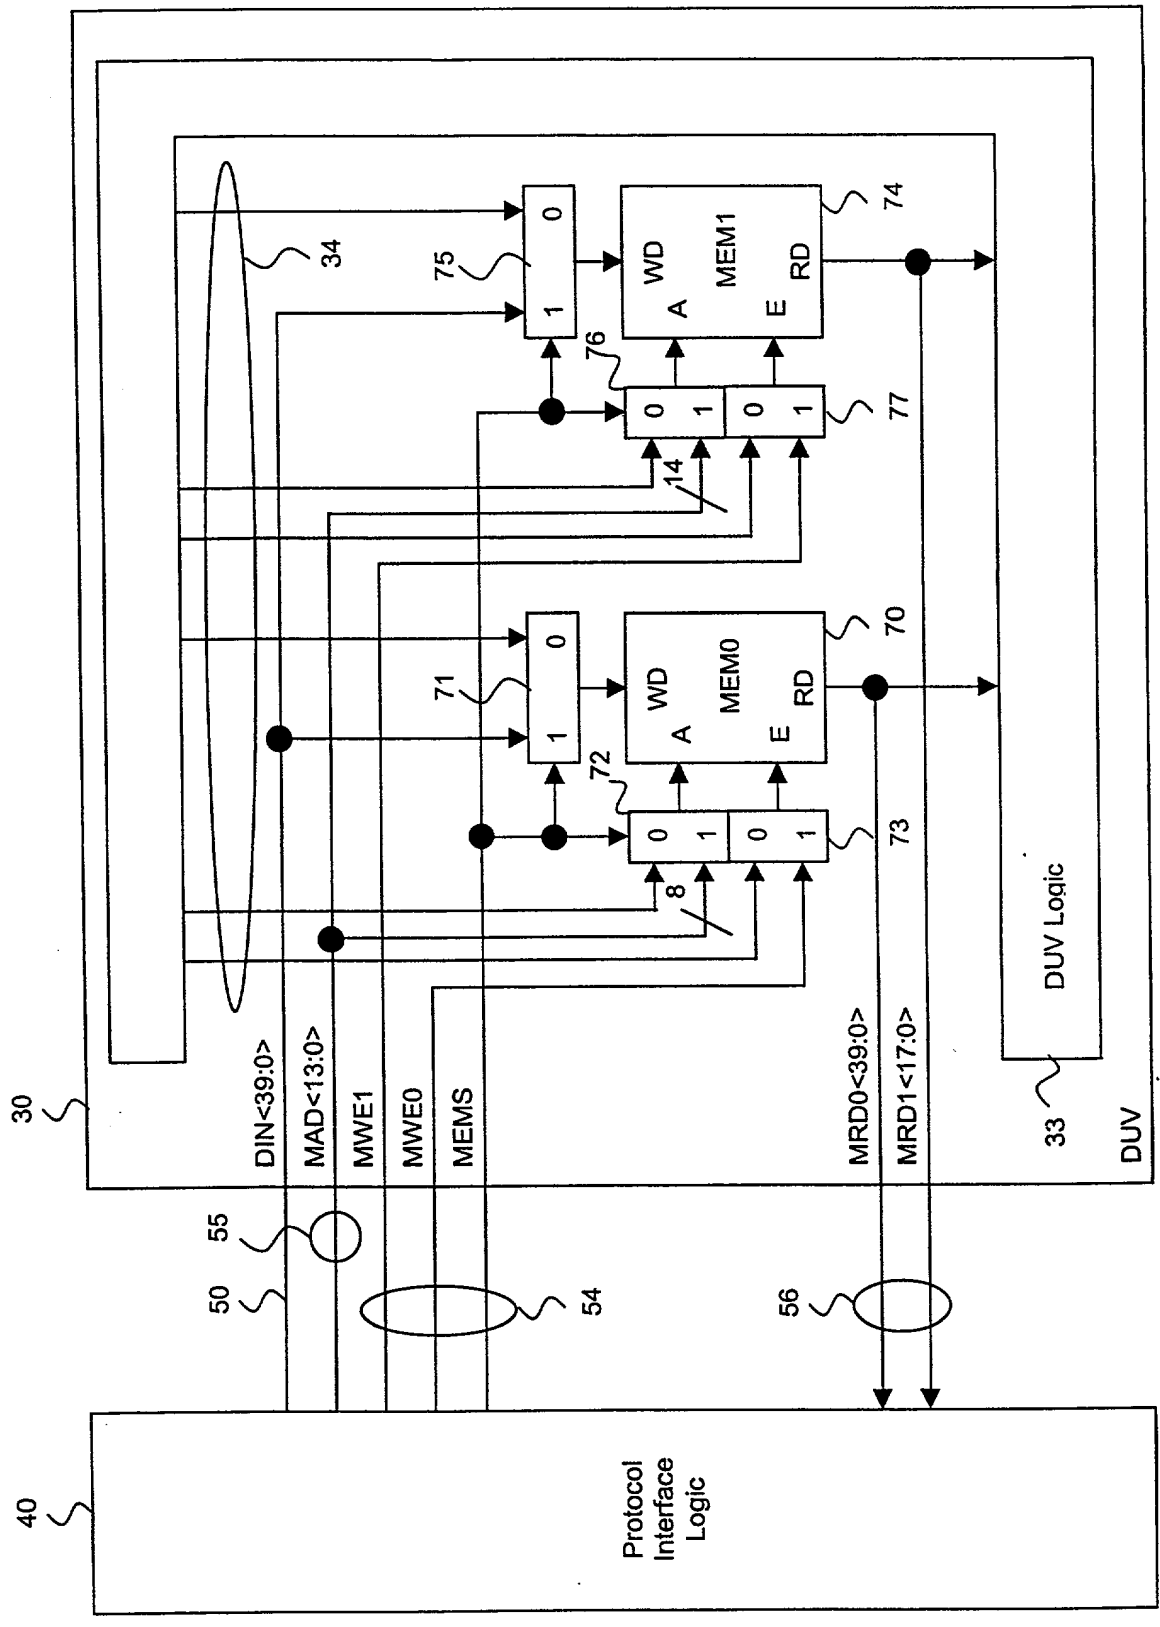 40
Protocol
Interface
Logic
50
55
54
56
30
DIN<39:0>
MAD<13:0>
MWE1
MWE0
MEMS
MRD0<39:0>
MRD1<17:0>
33
DUV
DUV Logic
34
8
72
0
1
0
1
73
71
1
0
WD
A
MEM0
E
RD
70
14
76
0
1
0
1
77
75
1
0
WD
A
MEM1
E
RD
74